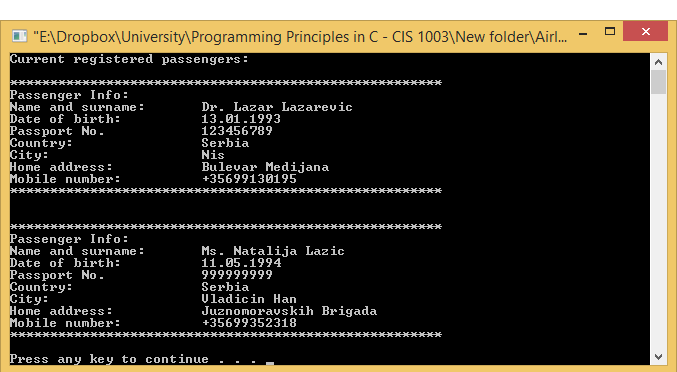 "E:\Dropbox\University\Programming Principles in C - CIS 1003\New folder\Airl...
Current registered passengers:
******************************************************
Passenger Info:
Name and surname: Dr. Lazar Lazarevic
Date of birth: 13.01.1993
Passport No. 123456789
Country: Serbia
City: Nis
Home address: Bulevar Medijana
Mobile number: +35699130195
******************************************************
******************************************************
Passenger Info:
Name and surname: Ms. Natalija Lazic
Date of birth: 11.05.1994
Passport No. 999999999
Country: Serbia
City: Vladicin Han
Home address: Juznomoravskih Brigada
Mobile number: +35699352318
******************************************************
Press any key to continue . . . _